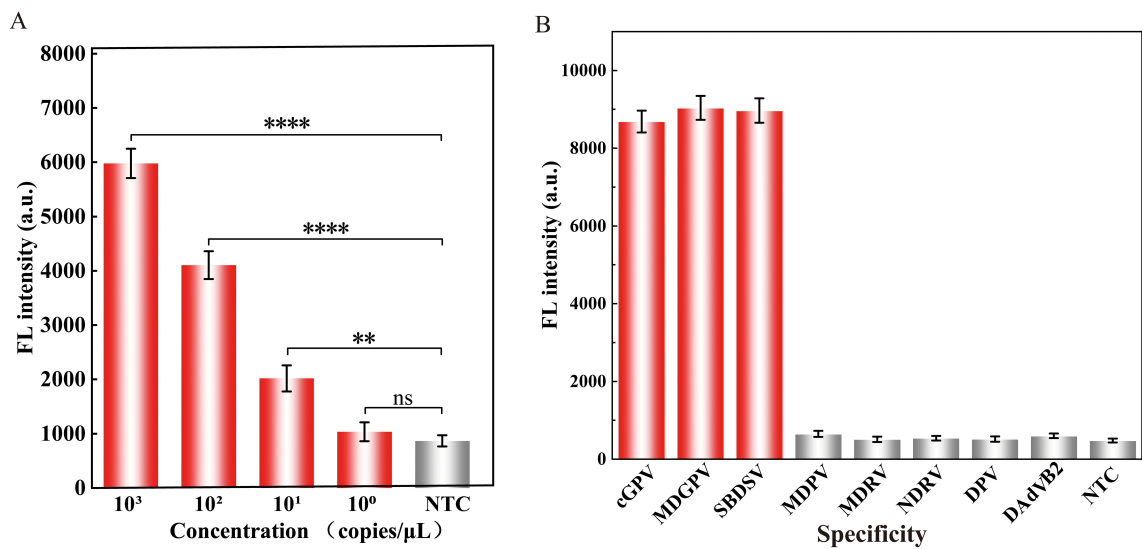 A
FL intensity (a.u.)
8000
7000
6000
5000
4000
3000
2000
1000
0
****
****
**
ns
10³ 10² 10¹ 10⁰ NTC
Concentration （copies/μL）
B
FL intensity (a.u.)
10000
8000
6000
4000
2000
0
cGPV MDGPV SBDSV MDPV MDRV NDRV DPV DAdVB2 NTC
Specificity